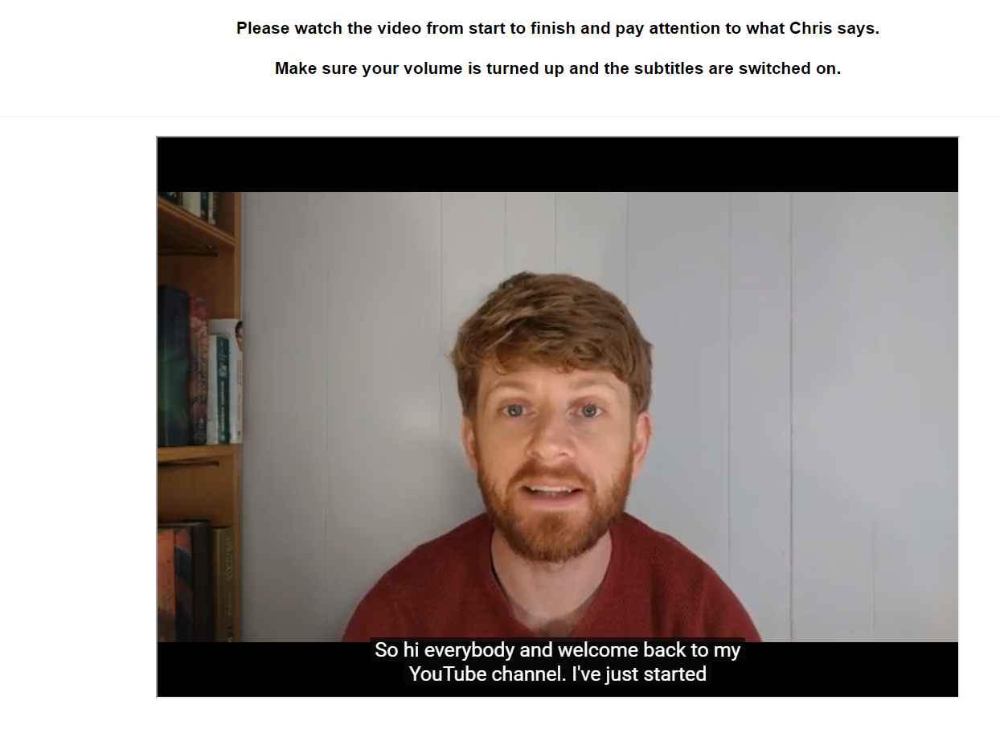 Please watch the video from start to finish and pay attention to what Chris says.
Make sure your volume is turned up and the subtitles are switched on.
So hi everybody and welcome back to my
YouTube channel. I've just started